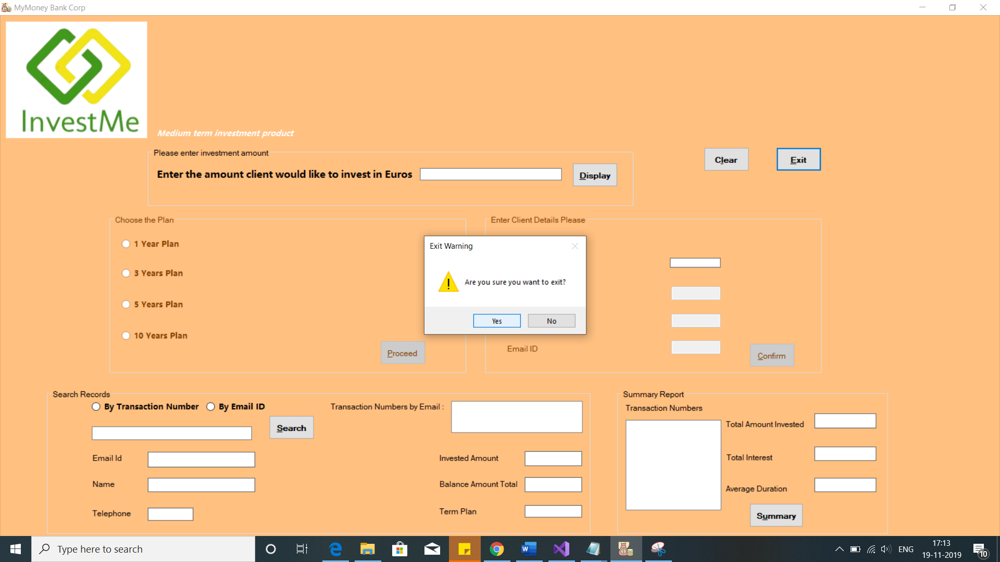 MyMoney Bank Corp
InvestMe
Medium term investment product
Please enter investment amount
Enter the amount client would like to invest in Euros
Display
Clear
Exit
Choose the Plan
1 Year Plan
3 Years Plan
5 Years Plan
10 Years Plan
Proceed
Enter Client Details Please
Email ID
Confirm
Exit Warning
Are you sure you want to exit?
Yes
No
Search Records
By Transaction Number
By Email ID
Search
Transaction Numbers by Email :
Email Id
Name
Telephone
Invested Amount
Balance Amount Total
Term Plan
Summary Report
Transaction Numbers
Total Amount Invested
Total Interest
Average Duration
Summary
Type here to search
ENG
17:13
19-11-2019
10